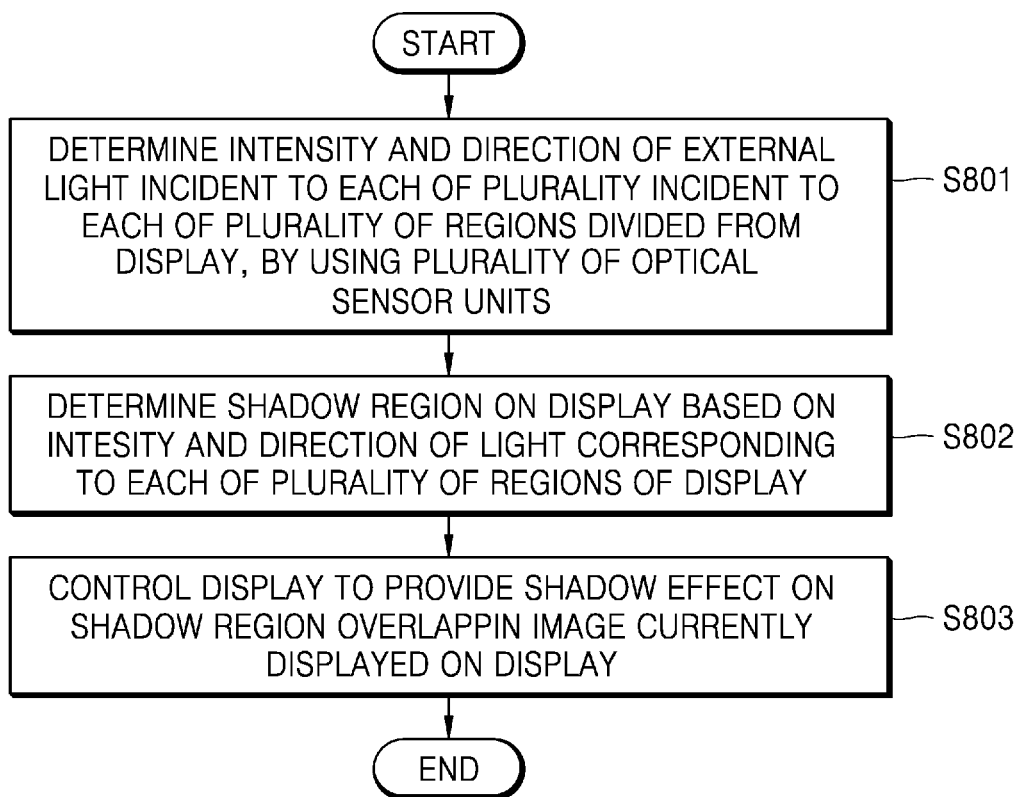 START
DETERMINE INTENSITY AND DIRECTION OF EXTERNAL
LIGHT INCIDENT TO EACH OF PLURALITY INCIDENT TO
EACH OF PLURALITY OF REGIONS DIVIDED FROM
DISPLAY, BY USING PLURALITY OF OPTICAL
SENSOR UNITS
S801
DETERMINE SHADOW REGION ON DISPLAY BASED ON
INTESITY AND DIRECTION OF LIGHT CORRESPONDING
TO EACH OF PLURALITY OF REGIONS OF DISPLAY
S802
CONTROL DISPLAY TO PROVIDE SHADOW EFFECT ON
SHADOW REGION OVERLAPPIN IMAGE CURRENTLY
DISPLAYED ON DISPLAY
S803
END